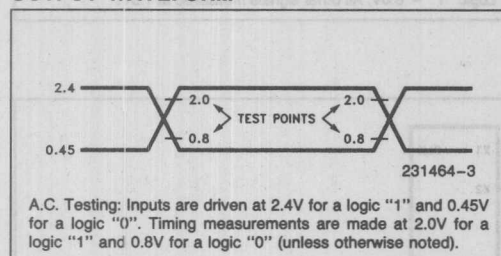 2.4
2.0 2.0
TEST POINTS
0.8 0.8
0.45
231464-3
A.C. Testing: Inputs are driven at 2.4V for a logic "1" and 0.45V
for a logic "0". Timing measurements are made at 2.0V for a
logic "1" and 0.8V for a logic "0" (unless otherwise noted).